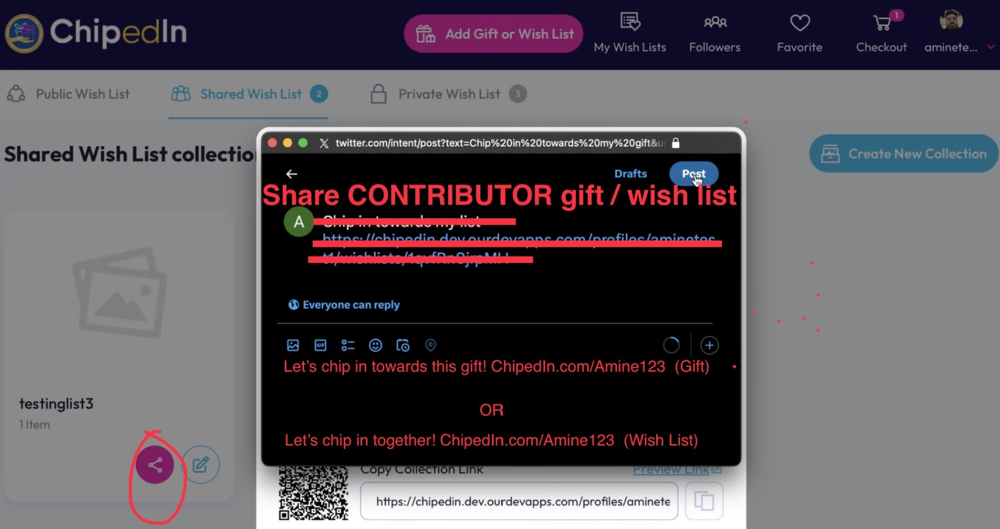 ChipedIn
Add Gift or Wish List
My Wish Lists
Followers
Favorite
1
Checkout
aminete...
Public Wish List
Shared Wish List 2
Private Wish List 3
Shared Wish List collectio
Create New Collection
twitter.com/intent/post?text=Chip%20in%20towards%20my%20gift&ur
Drafts
Post
Share CONTRIBUTOR gift / wish list
A
Chip in towards my list
https://chipedin.dev.ourdevapps.com/profiles/aminetes
Everyone can reply
GIF
Let's chip in towards this gift! ChipedIn.com/Amine123 (Gift)
OR
Let's chip in together! ChipedIn.com/Amine123 (Wish List)
testinglist3
1 Item
Copy Collection Link
Preview Link
https://chipedin.dev.ourdevapps.com/profiles/aminete